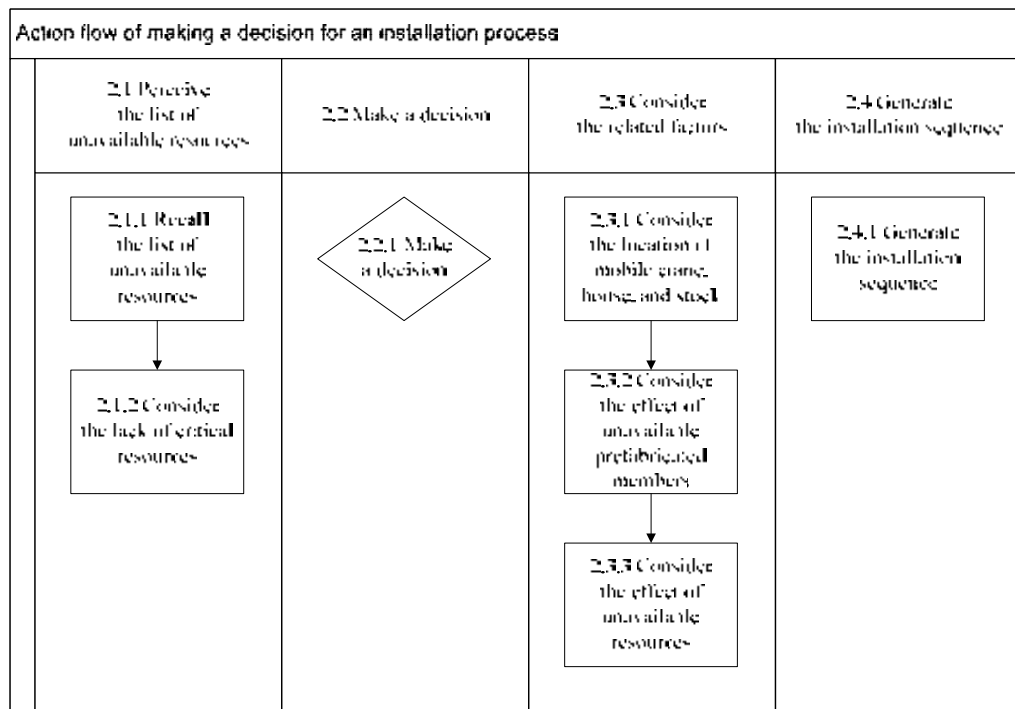 Action flow of making a decision for an installation process
2.1 Perceive
the list of
unavailable resources
2.2 Make a decision
2.3 Consider
the related factors
2.4 Generate
the installation sequence
2.1.1 Recall
the list of
unavailable
resources
2.1.2 Consider
the lack of critical
resources
2.2.1 Make
a decision
2.3.1 Consider
the location of
mobile crane,
house, and stock
2.3.2 Consider
the effect of
unavailable
prefabricated
members
2.3.3 Consider
the effect of
unavailable
resources
2.4.1 Generate
the installation
sequence